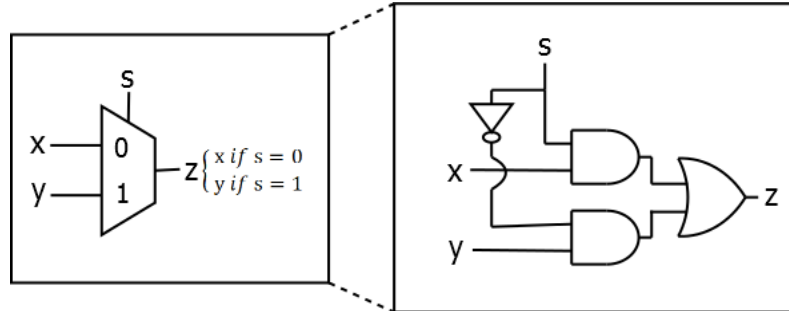 s
x
0
y
1
z { x if s = 0
y if s = 1
s
x
y
z